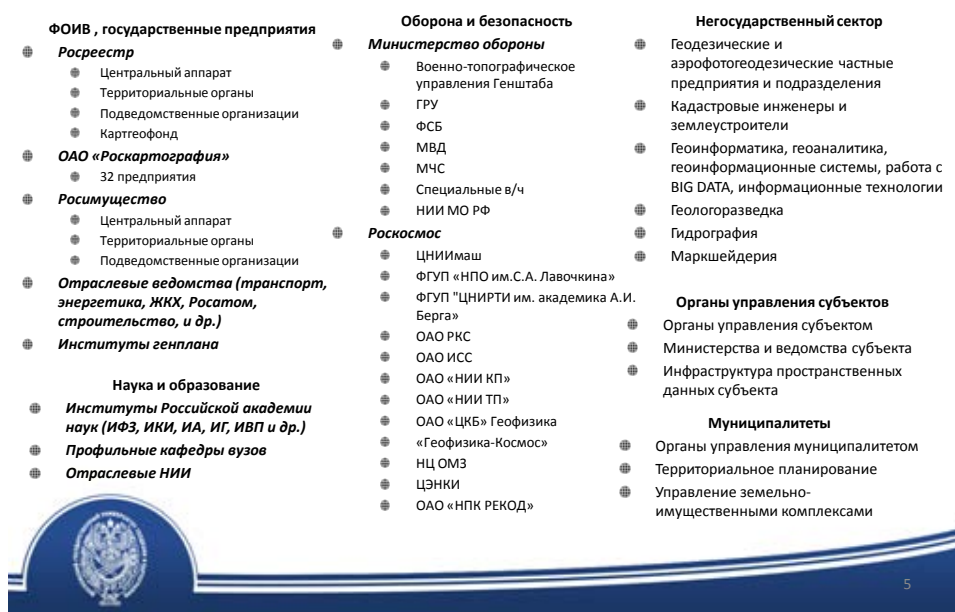 ФОИВ , государственные предприятия
Росреестр
Центральный аппарат
Территориальные органы
Подведомственные организации
Картгеофонд
ОАО «Роскартография»
32 предприятия
Росимущество
Центральный аппарат
Территориальные органы
Подведомственные организации
Отраслевые ведомства (транспорт,
энергетика, ЖКХ, Росатом,
строительство, и др.)
Институты генплана
Наука и образование
Институты Российской академии
наук (ИФЗ, ИКИ, ИА, ИГ, ИВП и др.)
Профильные кафедры вузов
Отраслевые НИИ
Оборона и безопасность
Министерство обороны
Военно-топографическое
управления Генштаба
ГРУ
ФСБ
МВД
МЧС
Специальные в/ч
НИИ МО РФ
Роскосмос
ЦНИИмаш
ФГУП «НПО им.С.А. Лавочкина»
ФГУП "ЦНИРТИ им. академика А.И.
Берга»
ОАО РКС
ОАО ИСС
ОАО «НИИ КП»
ОАО «НИИ ТП»
ОАО «ЦКБ» Геофизика
«Геофизика-Космос»
НЦ ОМЗ
ЦЭНКИ
ОАО «НПК РЕКОД»
Негосударственный сектор
Геодезические и
аэрофотогеодезические частные
предприятия и подразделения
Кадастровые инженеры и
землеустроители
Геоинформатика, геоаналитика,
геоинформационные системы, работа с
BIG DATA, информационные технологии
Геологоразведка
Гидрография
Маркшейдерия
Органы управления субъектов
Органы управления субъектом
Министерства и ведомства субъекта
Инфраструктура пространственных
данных субъекта
Муниципалитеты
Органы управления муниципалитетом
Территориальное планирование
Управление земельно-
имущественными комплексами
5